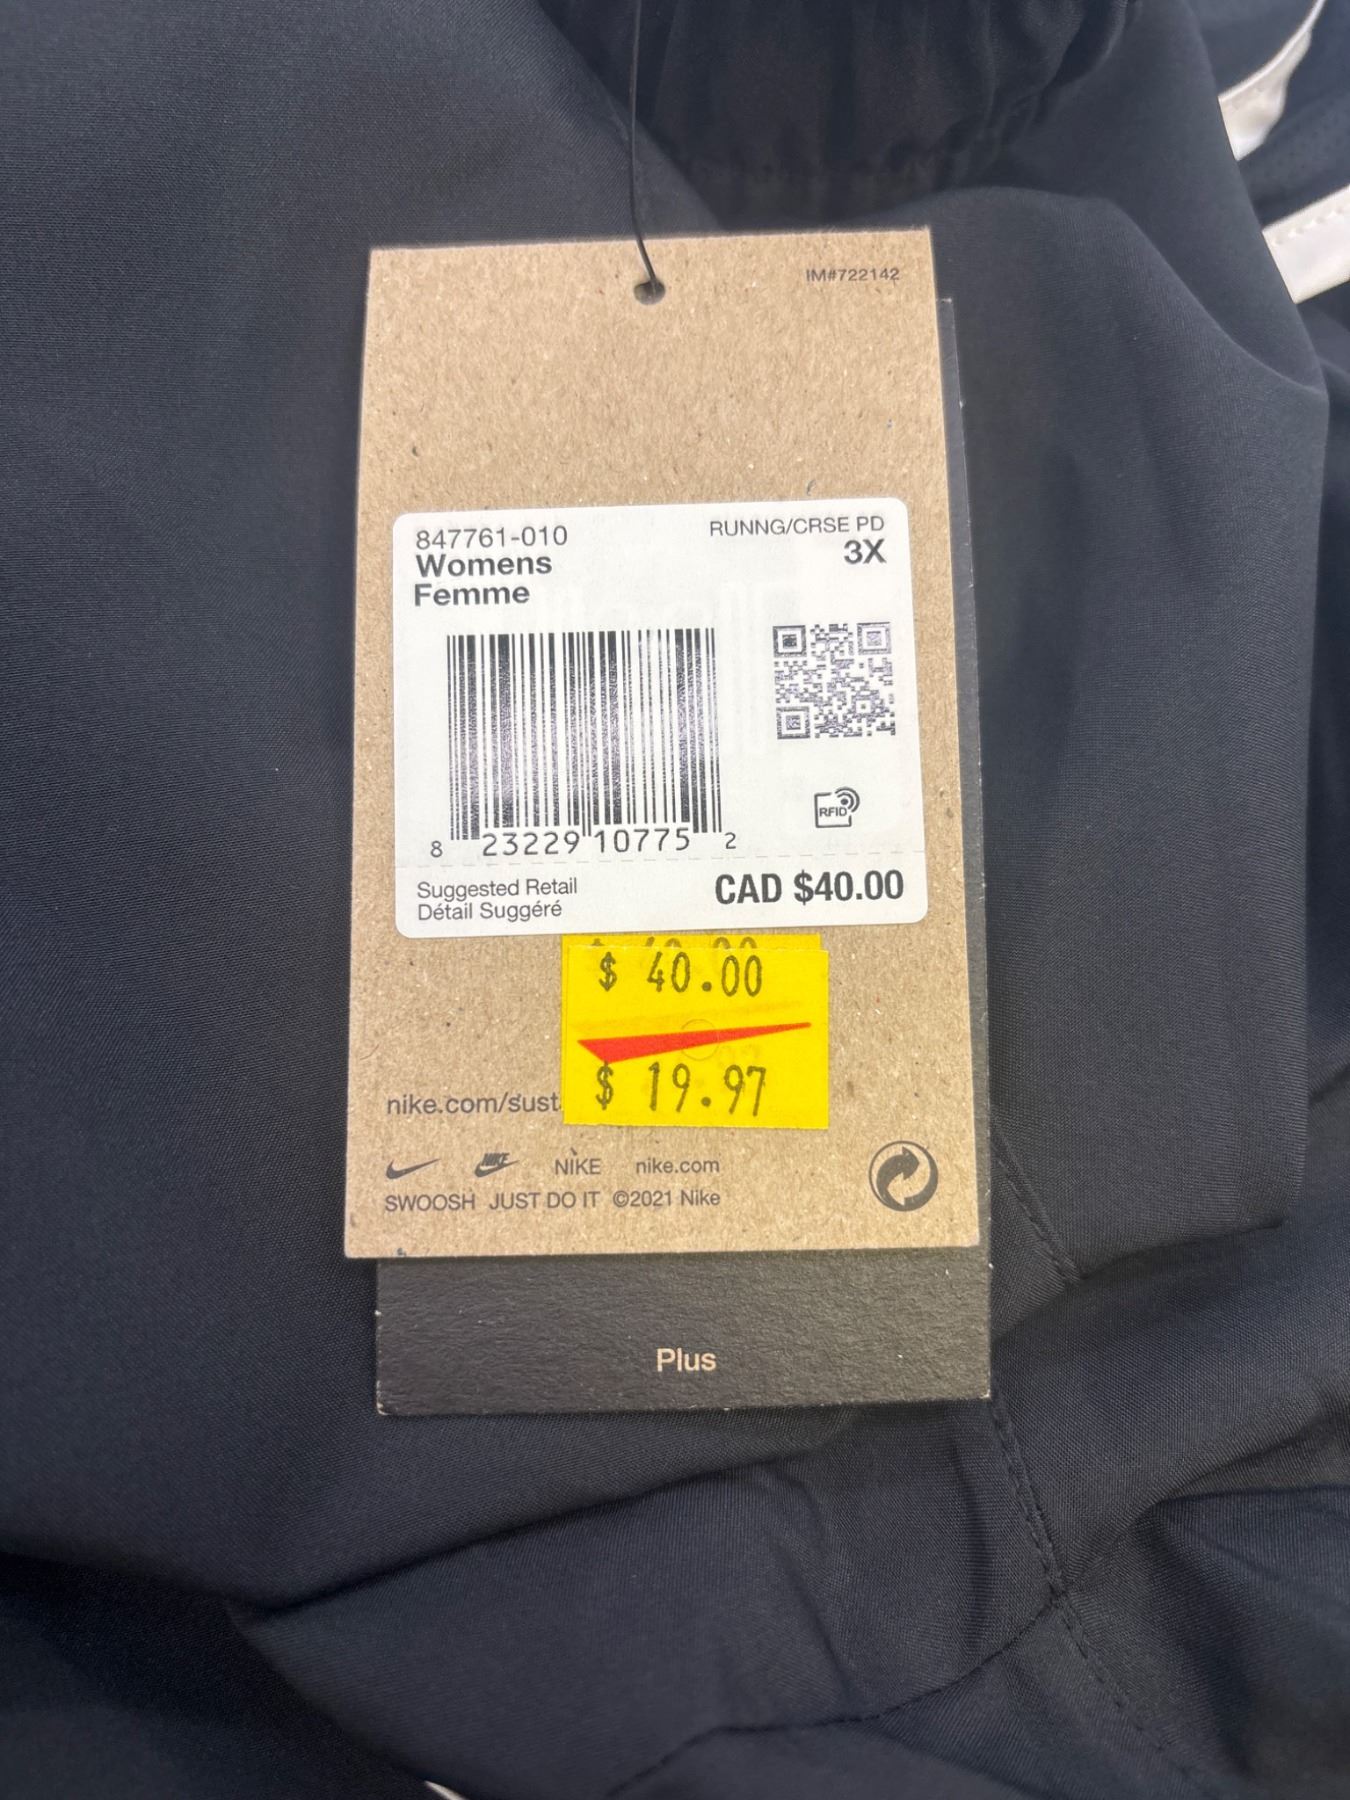 IM#722142
847761-010
RUNNG/CRSE PD
Womens
3X
Femme
RFID
8 23229 10775 2
Suggested Retail
CAD $40.00
Détail Suggéré
$ 40.00
$ 19.97
nike.com/sust
NIKE NIKE nike.com
SWOOSH JUST DO IT ©2021 Nike
Plus